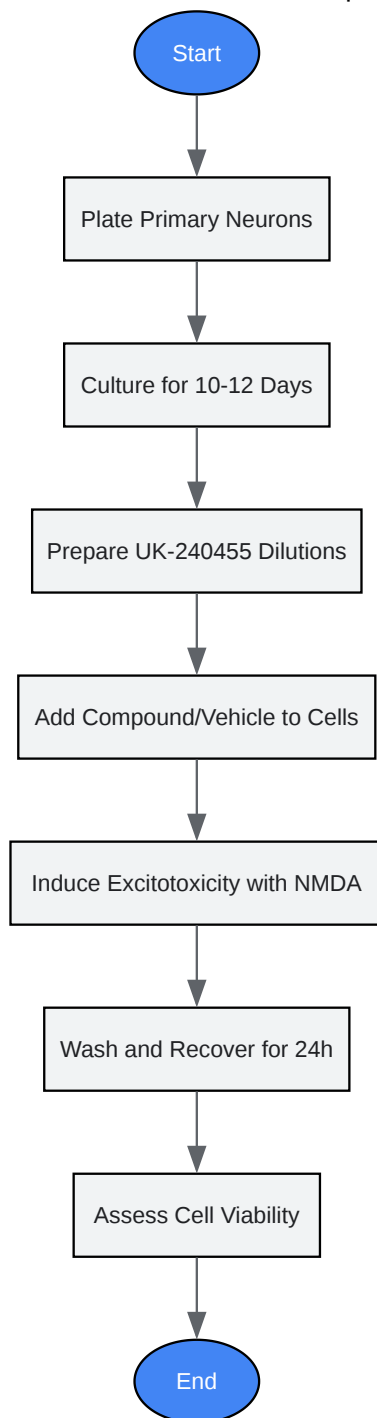 Start
Plate Primary Neurons
Culture for 10-12 Days
Prepare UK-240455 Dilutions
Add Compound/Vehicle to Cells
Induce Excitotoxicity with NMDA
Wash and Recover for 24h
Assess Cell Viability
End